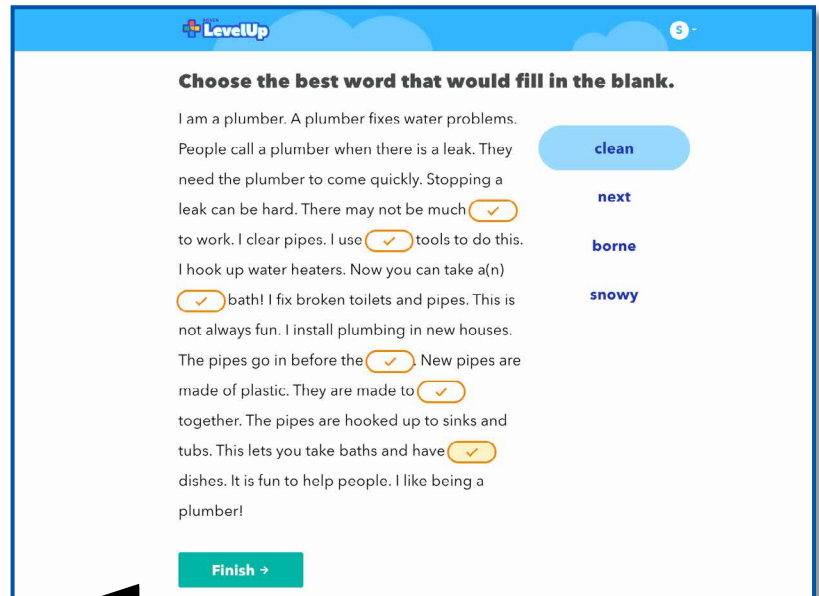 LevelUp
S
Choose the best word that would fill in the blank.
I am a plumber. A plumber fixes water problems.
People call a plumber when there is a leak. They
need the plumber to come quickly. Stopping a
leak can be hard. There may not be much
to work. I clear pipes. I use tools to do this.
I hook up water heaters. Now you can take a(n)
bath! I fix broken toilets and pipes. This is
not always fun. I install plumbing in new houses.
The pipes go in before the . New pipes are
made of plastic. They are made to
together. The pipes are hooked up to sinks and
tubs. This lets you take baths and have
dishes. It is fun to help people. I like being a
plumber!
clean
next
borne
snowy
Finish →